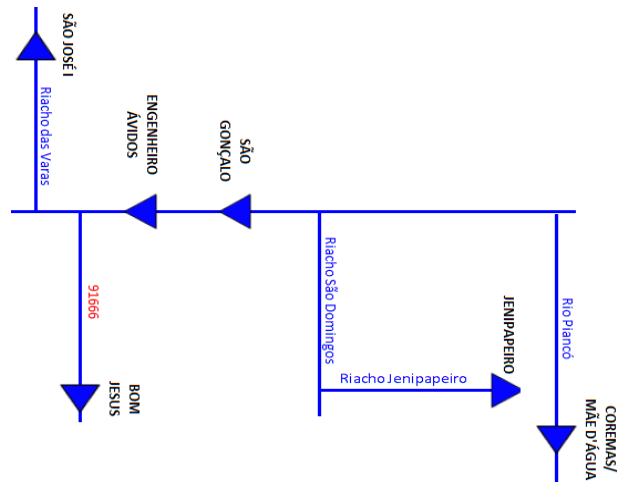 SÃO JOSÉ I
Riacho das Varas
ENGENHEIRO
ÁVIDOS
SÃO
GONÇALO
91666
BOM
JESUS
Riacho São Domingos
Riacho Jenipapeiro
JENIPAPEIRO
Rio Piancó
COREMAS/
MÃE D'ÁGUA